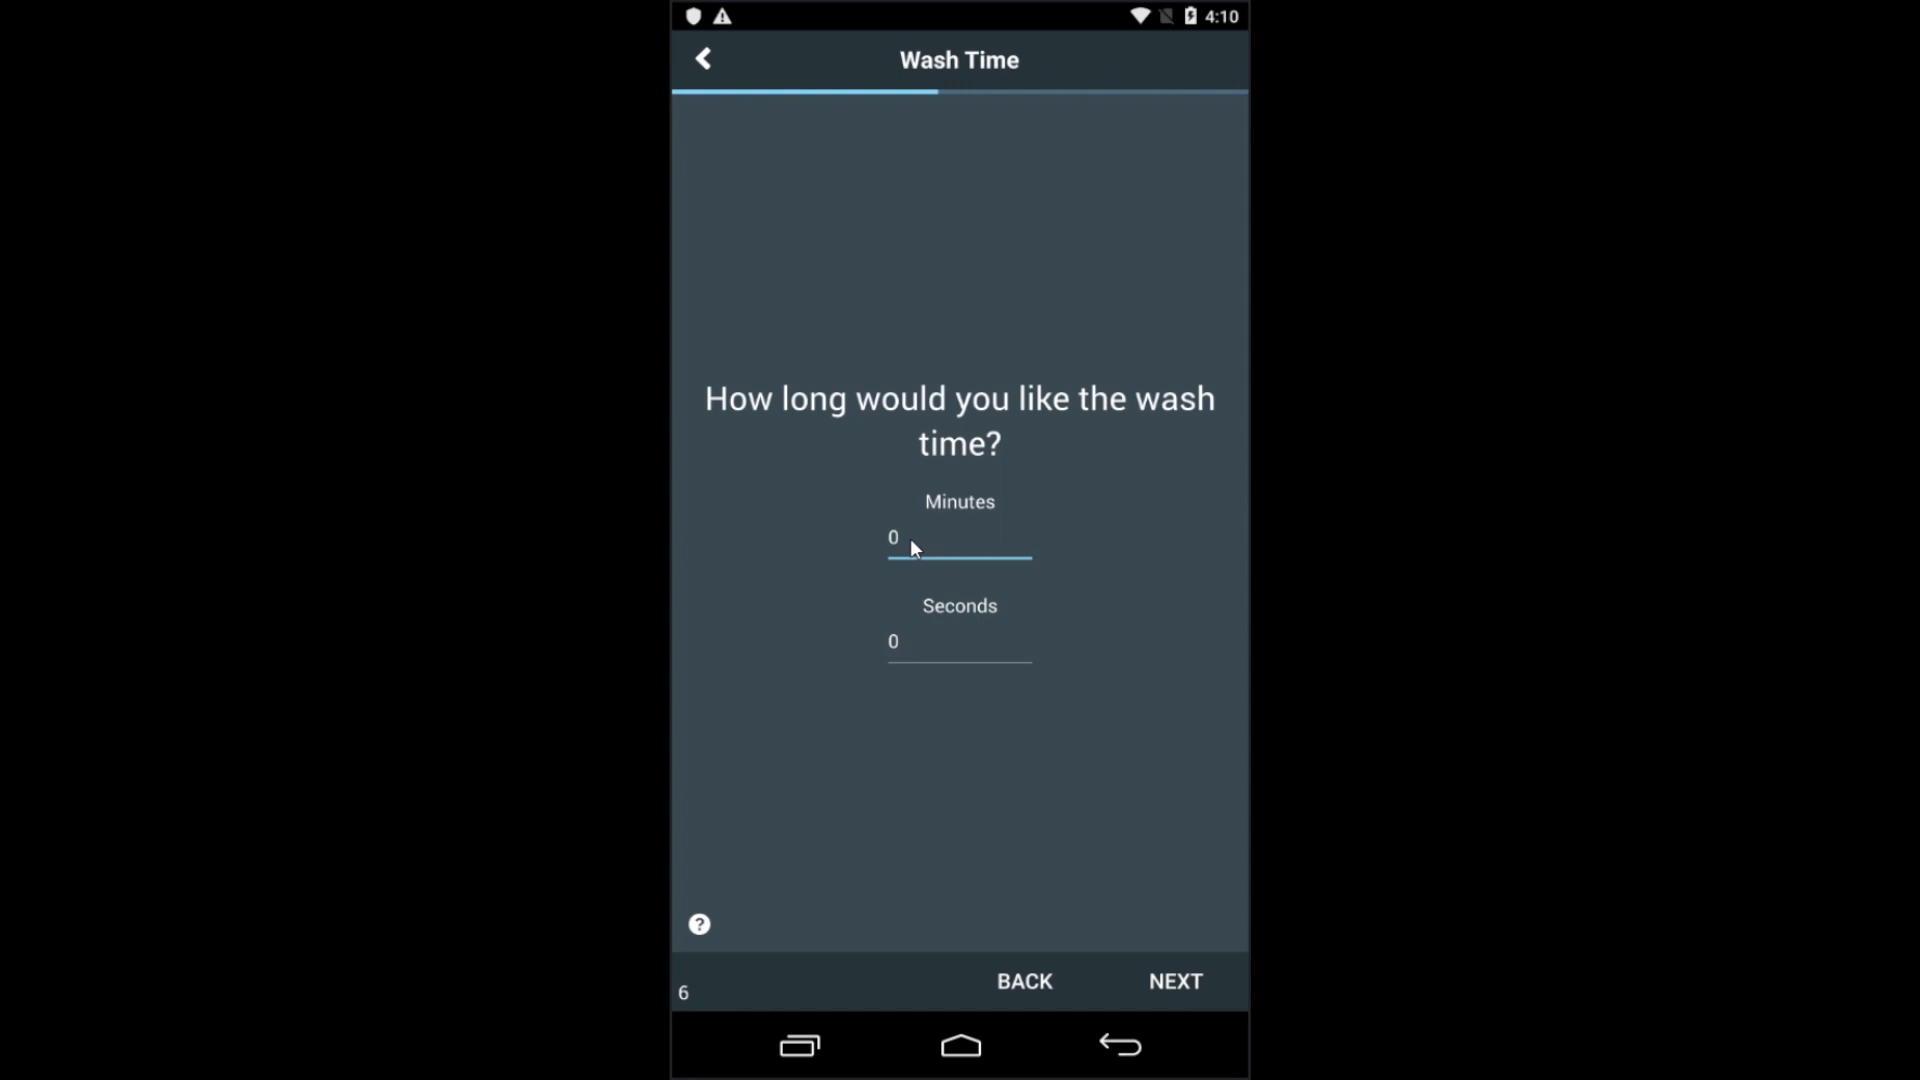 4:10
Wash Time
How long would you like the wash
time?
Minutes
0
Seconds
0
?
6
BACK
NEXT